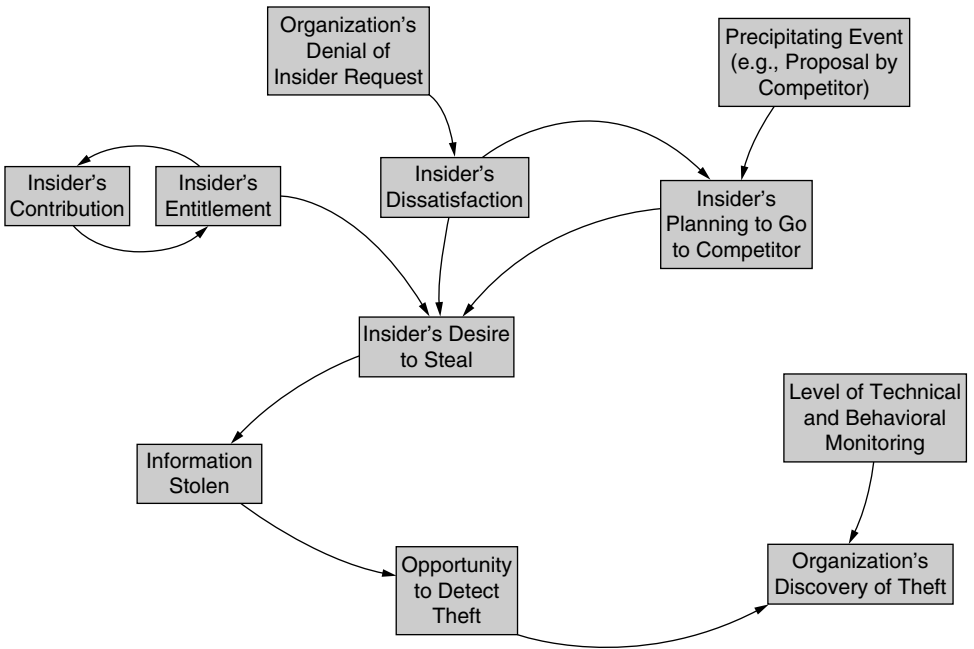 Organization's
Denial of
Insider Request
Precipitating Event
(e.g., Proposal by
Competitor)
Insider's
Contribution
Insider's
Entitlement
Insider's
Dissatisfaction
Insider's
Planning to Go
to Competitor
Insider's Desire
to Steal
Level of Technical
and Behavioral
Monitoring
Information
Stolen
Opportunity
to Detect
Theft
Organization's
Discovery of Theft